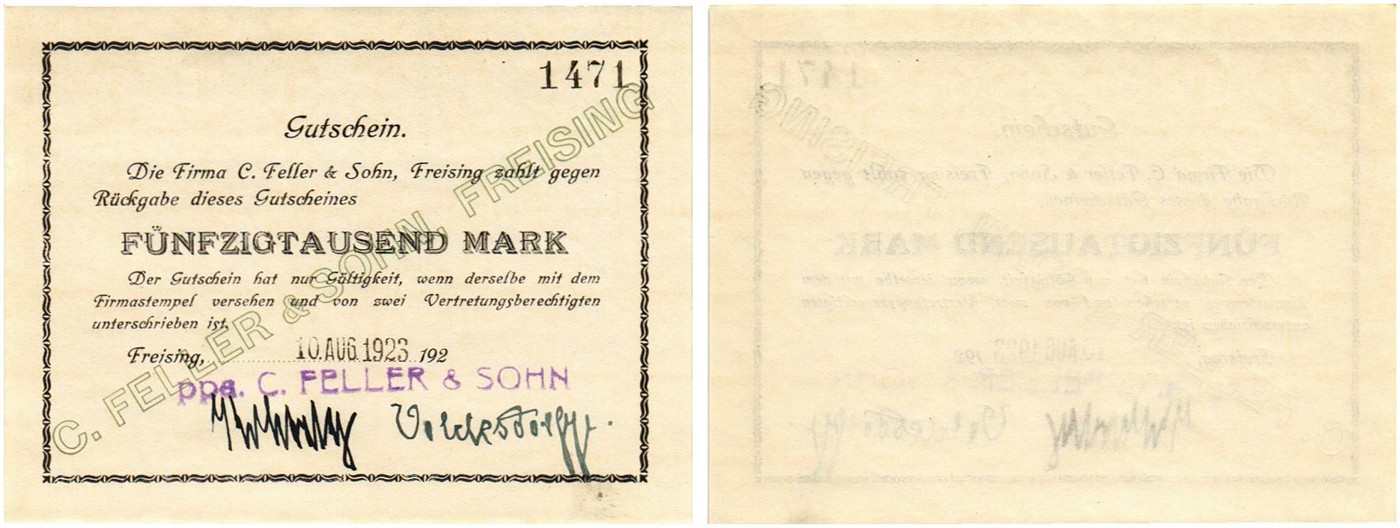 1471
Gutschein.
Die Firma C. Feller & Sohn, Freising zahlt gegen
Rückgabe dieses Gutscheines
FÜNFZIGTAUSEND MARK
Der Gutschein hat nur Gültigkeit, wenn derselbe mit dem
Firmastempel versehen und von zwei Vertretungsberechtigten
unterschrieben ist.
Freising, 10. AUG. 1923 192
ppa. C. FELLER & SOHN
C. FELLER & SOHN, FREISING